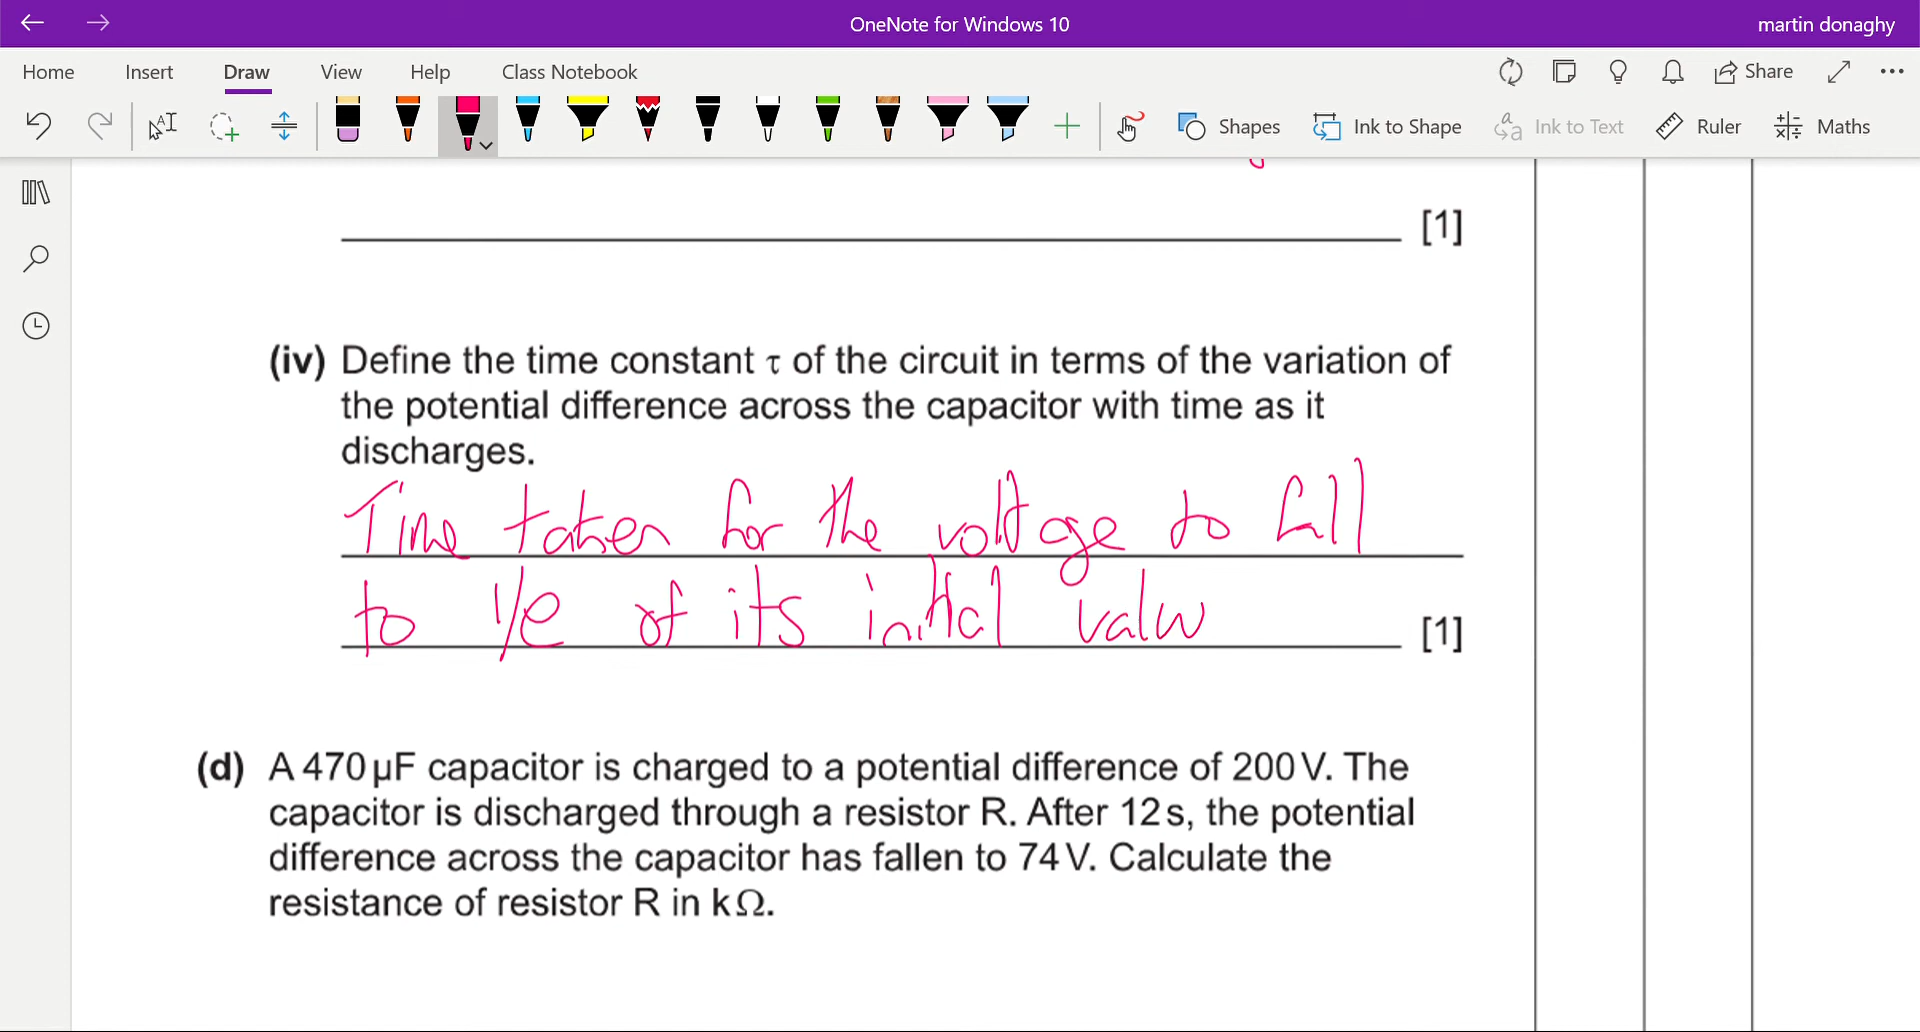 OneNote for Windows 10
martin donaghy
Home Insert Draw View Help Class Notebook
Share
Shapes Ink to Shape Ink to Text Ruler Maths
[1]
(iv) Define the time constant τ of the circuit in terms of the variation of
the potential difference across the capacitor with time as it
discharges.
Time taken for the voltage to fall
to 1/e of its initial value
[1]
(d) A 470 µF capacitor is charged to a potential difference of 200 V. The
capacitor is discharged through a resistor R. After 12 s, the potential
difference across the capacitor has fallen to 74 V. Calculate the
resistance of resistor R in kΩ.